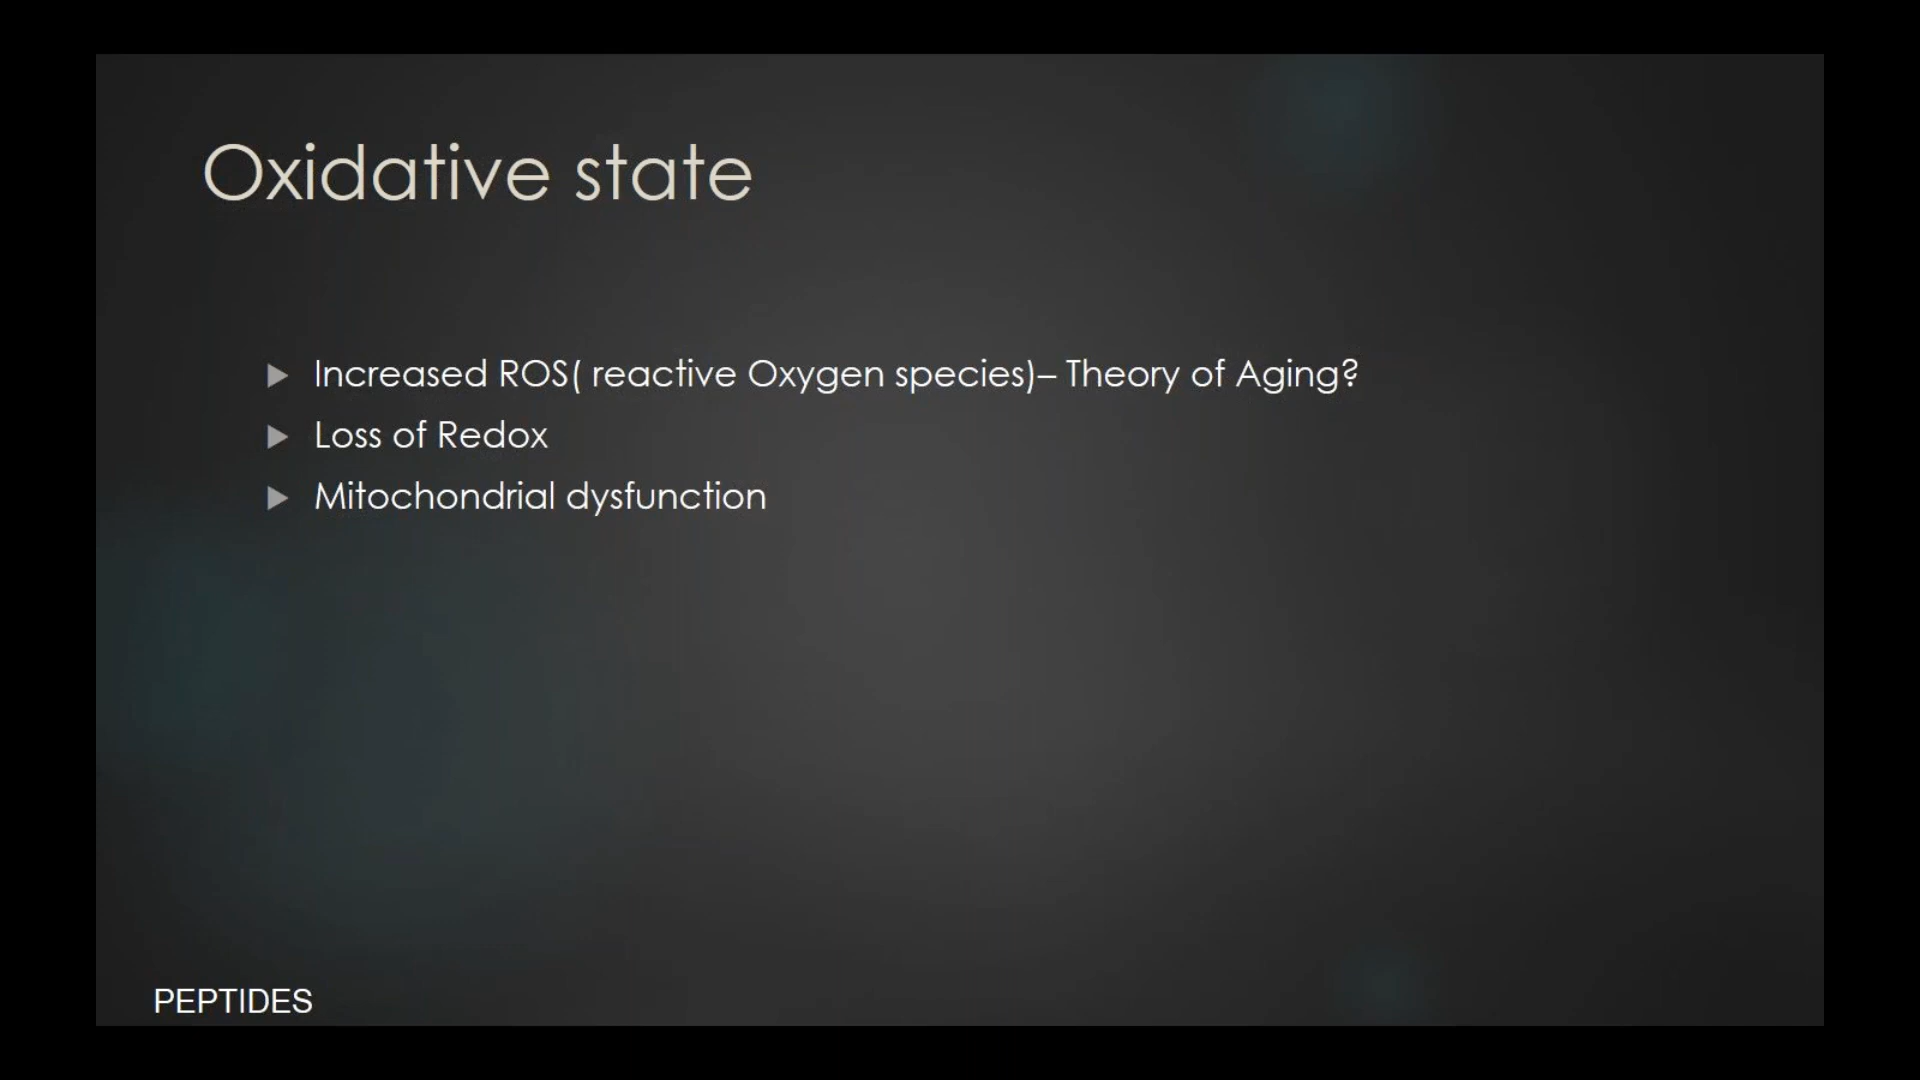 Oxidative state
Increased ROS( reactive Oxygen species)– Theory of Aging?
Loss of Redox
Mitochondrial dysfunction
PEPTIDES